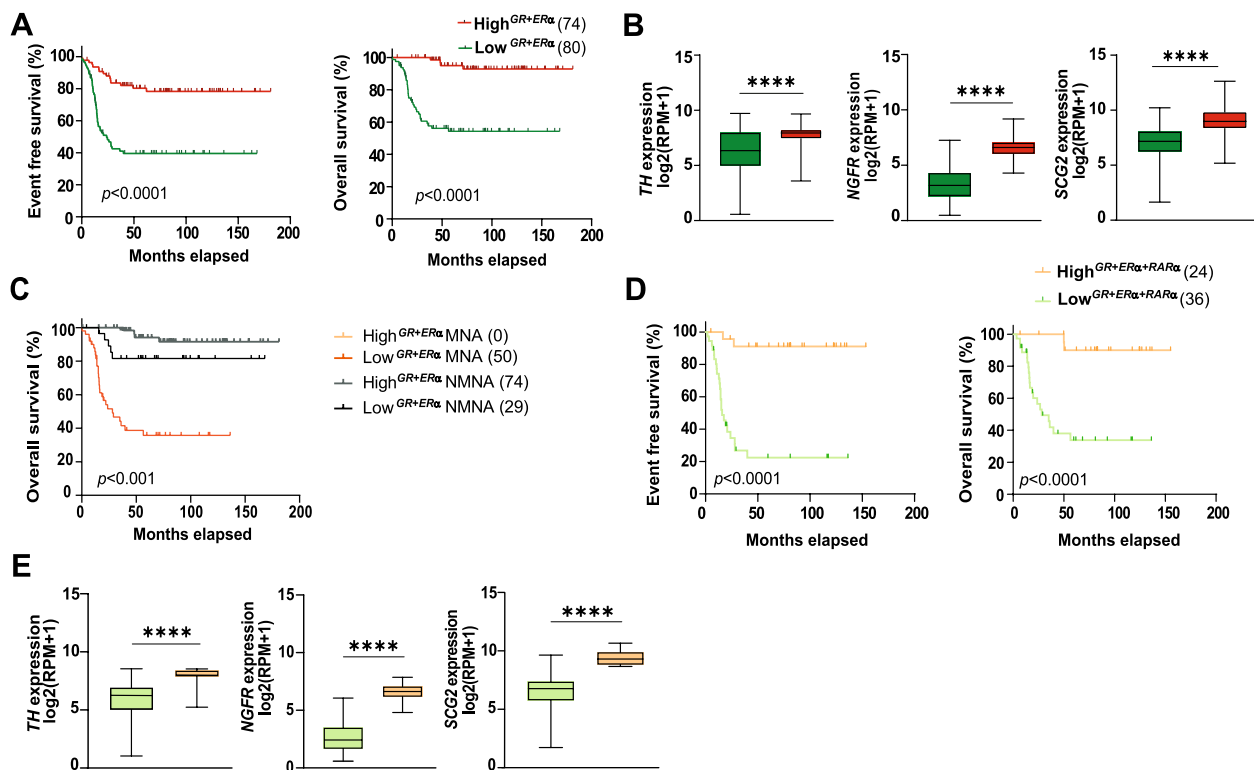 A
High GR+ERα (74)
Low GR+ERα (80)
Event free survival (%)
100
80
60
40
20
0
p<0.0001
0 50 100 150 200
Months elapsed
Overall survival (%)
100
80
60
40
20
0
p<0.0001
0 50 100 150 200
Months elapsed
B
TH expression
log2(RPM+1)
15
10
5
0
****
NGFR expression
log2(RPM+1)
15
10
5
0
****
SCG2 expression
log2(RPM+1)
15
10
5
0
****
C
Overall survival (%)
100
80
60
40
20
0
p<0.001
0 50 100 150 200
Months elapsed
High GR+ERα MNA (0)
Low GR+ERα MNA (50)
High GR+ERα NMNA (74)
Low GR+ERα NMNA (29)
D
High GR+ERα+RARα (24)
Low GR+ERα+RARα (36)
Event free survival (%)
100
80
60
40
20
0
p<0.0001
0 50 100 150 200
Months elapsed
Overall survival (%)
100
80
60
40
20
0
p<0.0001
0 50 100 150 200
Months elapsed
E
TH expression
log2(RPM+1)
15
10
5
0
****
NGFR expression
log2(RPM+1)
15
10
5
0
****
SCG2 expression
log2(RPM+1)
15
10
5
0
****